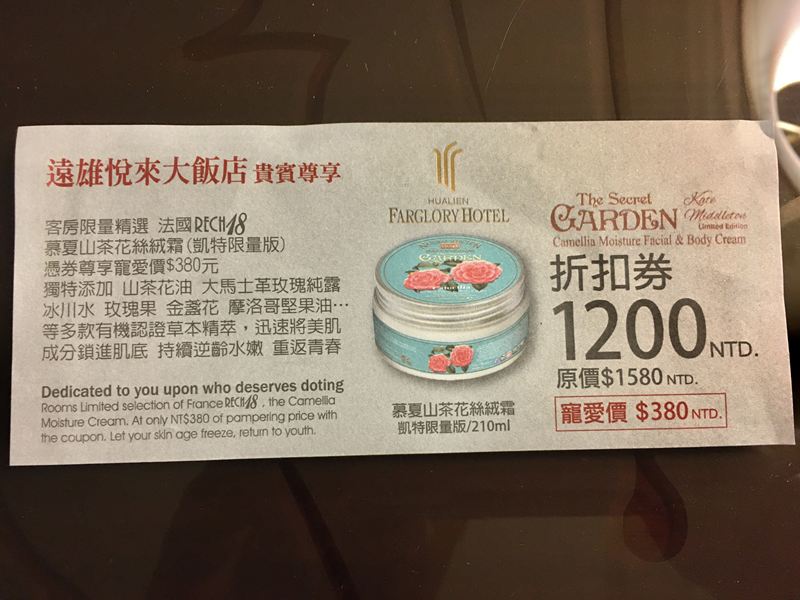 遠雄悅來大飯店 貴賓尊享
客房限量精選 法國RECH18
慕夏山茶花絲絨霜(凱特限量版)
憑券尊享寵愛價$380元
獨特添加 山茶花油 大馬士革玫瑰純露
冰川水 玫瑰果 金盞花 摩洛哥堅果油…
等多款有機認證草本精萃，迅速將美肌
成分鎖進肌底 持續逆齡水嫩 重返青春
Dedicated to you upon who deserves doting
Rooms Limited selection of France RECH18 , the Camellia
Moisture Cream. At only NT$380 of pampering price with
the coupon. Let your skin age freeze, return to youth.
HUALIEN
FARGLORY HOTEL
GARDEN
Camellia
慕夏山茶花絲絨霜
凱特限量版/210ml
The Secret
GARDEN
Kate
Middleton
Limited Edition
Camellia Moisture Facial & Body Cream
折扣券
1200 NTD.
原價$1580 NTD.
寵愛價 $380 NTD.